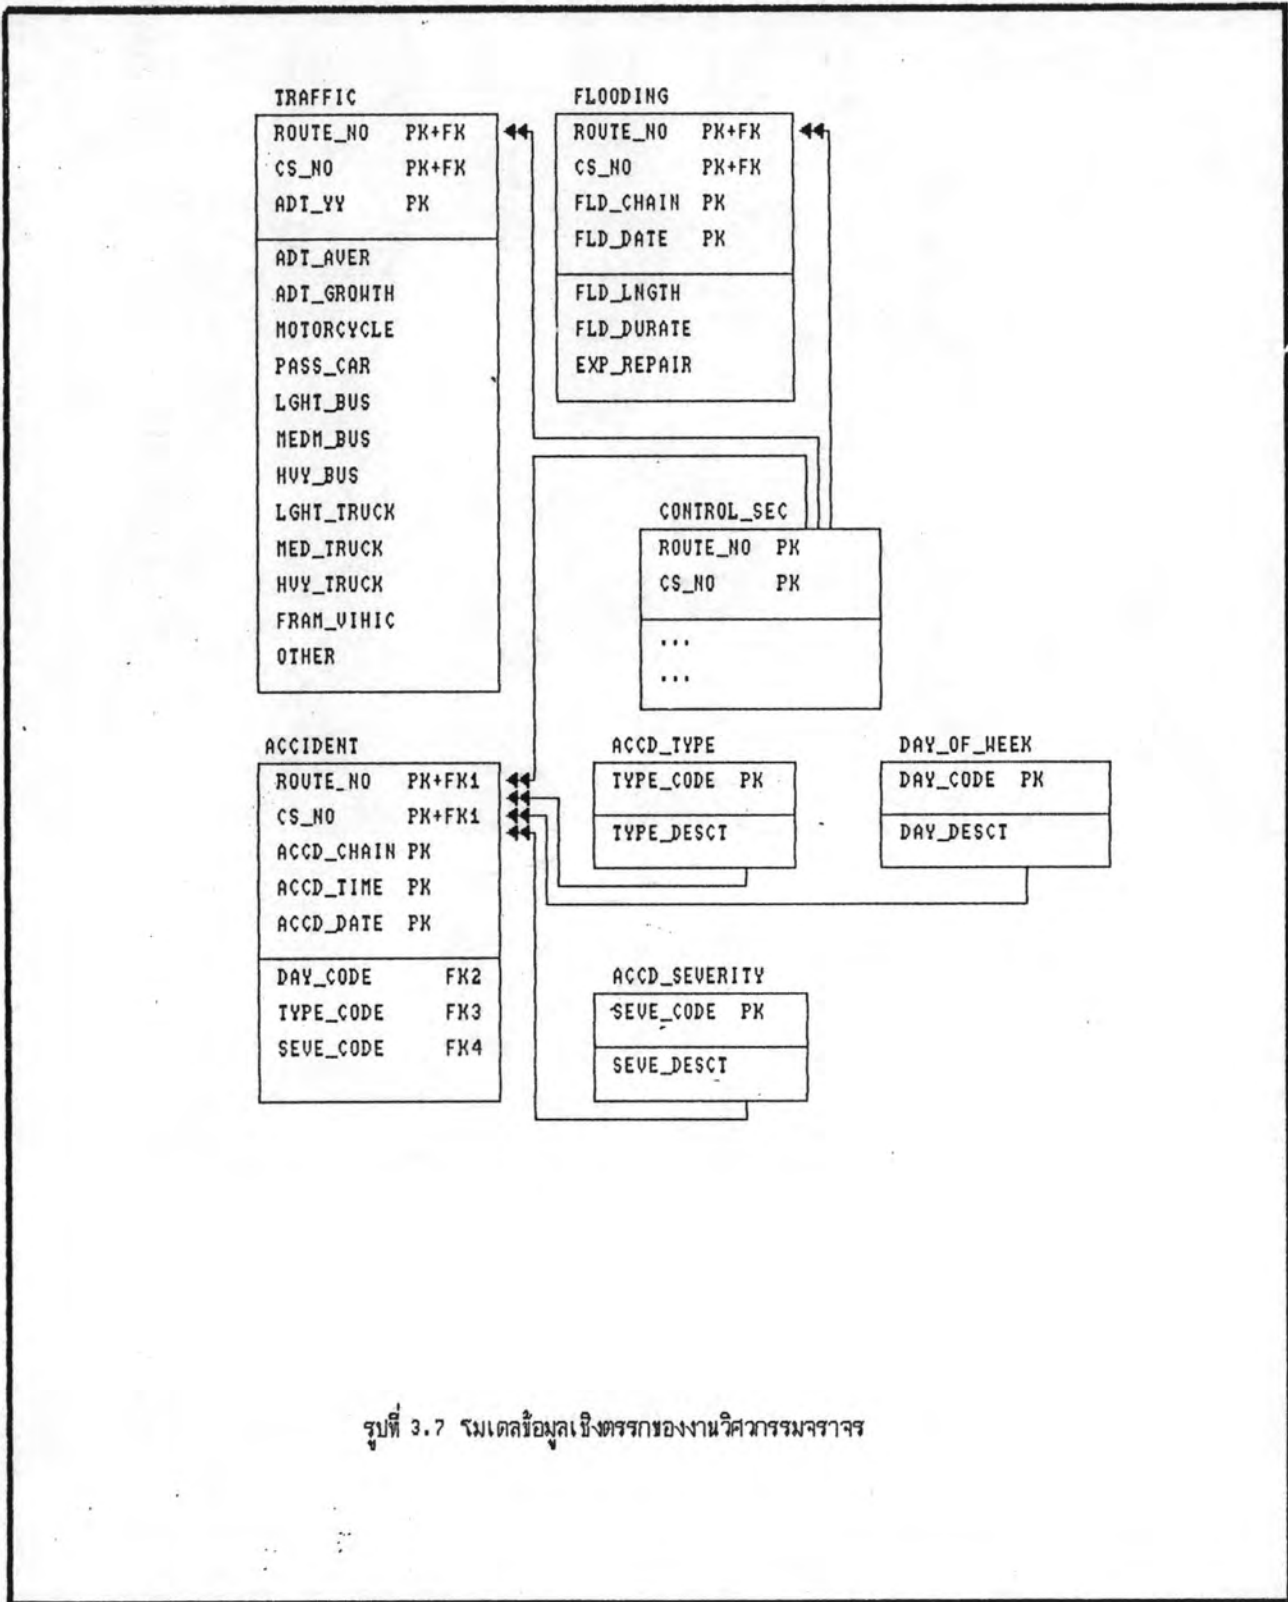 TRAFFIC
ROUTE_NO PK+FK
CS_NO PK+FK
ADT_YY PK
ADT_AVER
ADT_GROWTH
MOTORCYCLE
PASS_CAR
LGHT_BUS
MEDM_BUS
HVY_BUS
LGHT_TRUCK
MED_TRUCK
HVY_TRUCK
FRAM_VIHIC
OTHER
FLOODING
ROUTE_NO PK+FK
CS_NO PK+FK
FLD_CHAIN PK
FLD_DATE PK
FLD_LNGTH
FLD_DURATE
EXP_REPAIR
CONTROL_SEC
ROUTE_NO PK
CS_NO PK
...
...
ACCIDENT
ROUTE_NO PK+FK1
CS_NO PK+FK1
ACCD_CHAIN PK
ACCD_TIME PK
ACCD_DATE PK
DAY_CODE FK2
TYPE_CODE FK3
SEVE_CODE FK4
ACCD_TYPE
TYPE_CODE PK
TYPE_DESCT
DAY_OF_WEEK
DAY_CODE PK
DAY_DESCT
ACCD_SEVERITY
SEVE_CODE PK
SEVE_DESCT
รูปที่ 3.7 โมเดลข้อมูลเชิงตรรกของงานวิศวกรรมจราจร